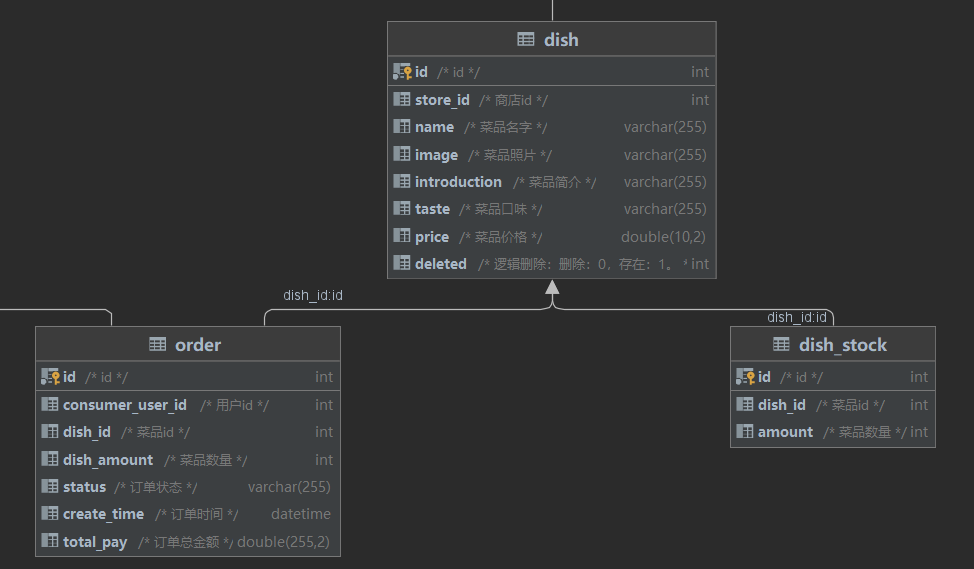 dish
id /* id */ int
store_id /* 商店id */ int
name /* 菜品名字 */ varchar(255)
image /* 菜品照片 */ varchar(255)
introduction /* 菜品简介 */ varchar(255)
taste /* 菜品口味 */ varchar(255)
price /* 菜品价格 */ double(10,2)
deleted /* 逻辑删除：删除：0，存在：1。 int
dish_id:id
dish_id:id
order
id /* id */ int
consumer_user_id /* 用户id */ int
dish_id /* 菜品id */ int
dish_amount /* 菜品数量 */ int
status /* 订单状态 */ varchar(255)
create_time /* 订单时间 */ datetime
total_pay /* 订单总金额 */ double(255,2)
dish_stock
id /* id */ int
dish_id /* 菜品id */ int
amount /* 菜品数量 */ int